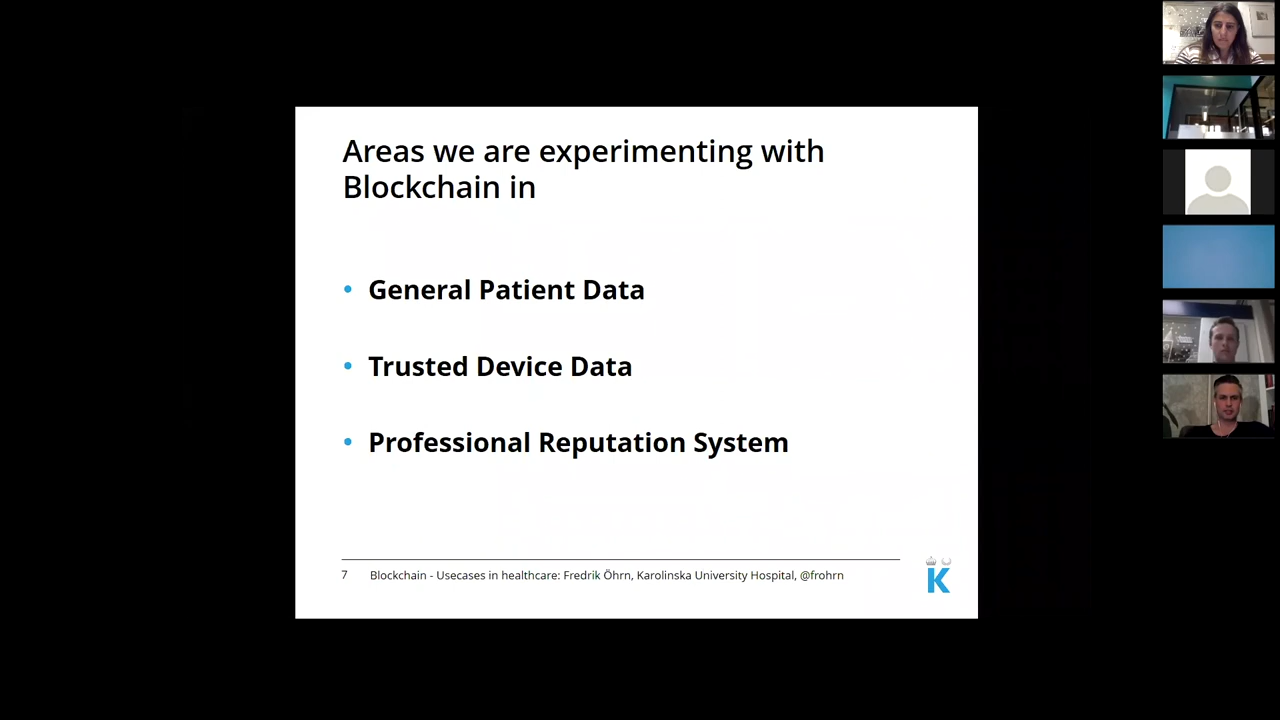 Areas we are experimenting with
Blockchain in
• General Patient Data
• Trusted Device Data
• Professional Reputation System
7 Blockchain - Usecases in healthcare: Fredrik Öhrn, Karolinska University Hospital, @frohrn
K